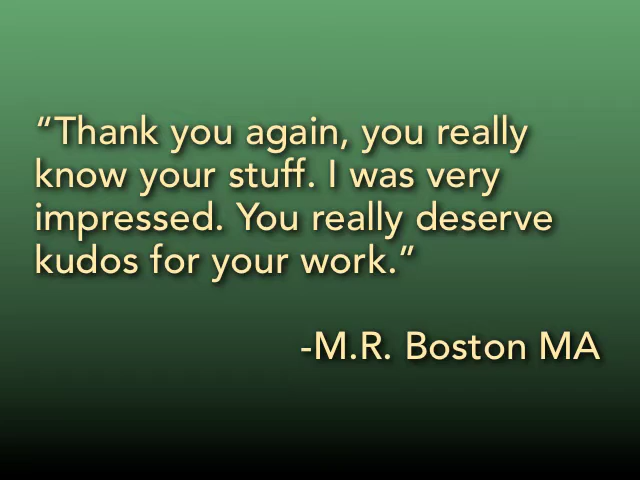 “Thank you again, you really
know your stuff. I was very
impressed. You really deserve
kudos for your work.”
-M.R. Boston MA